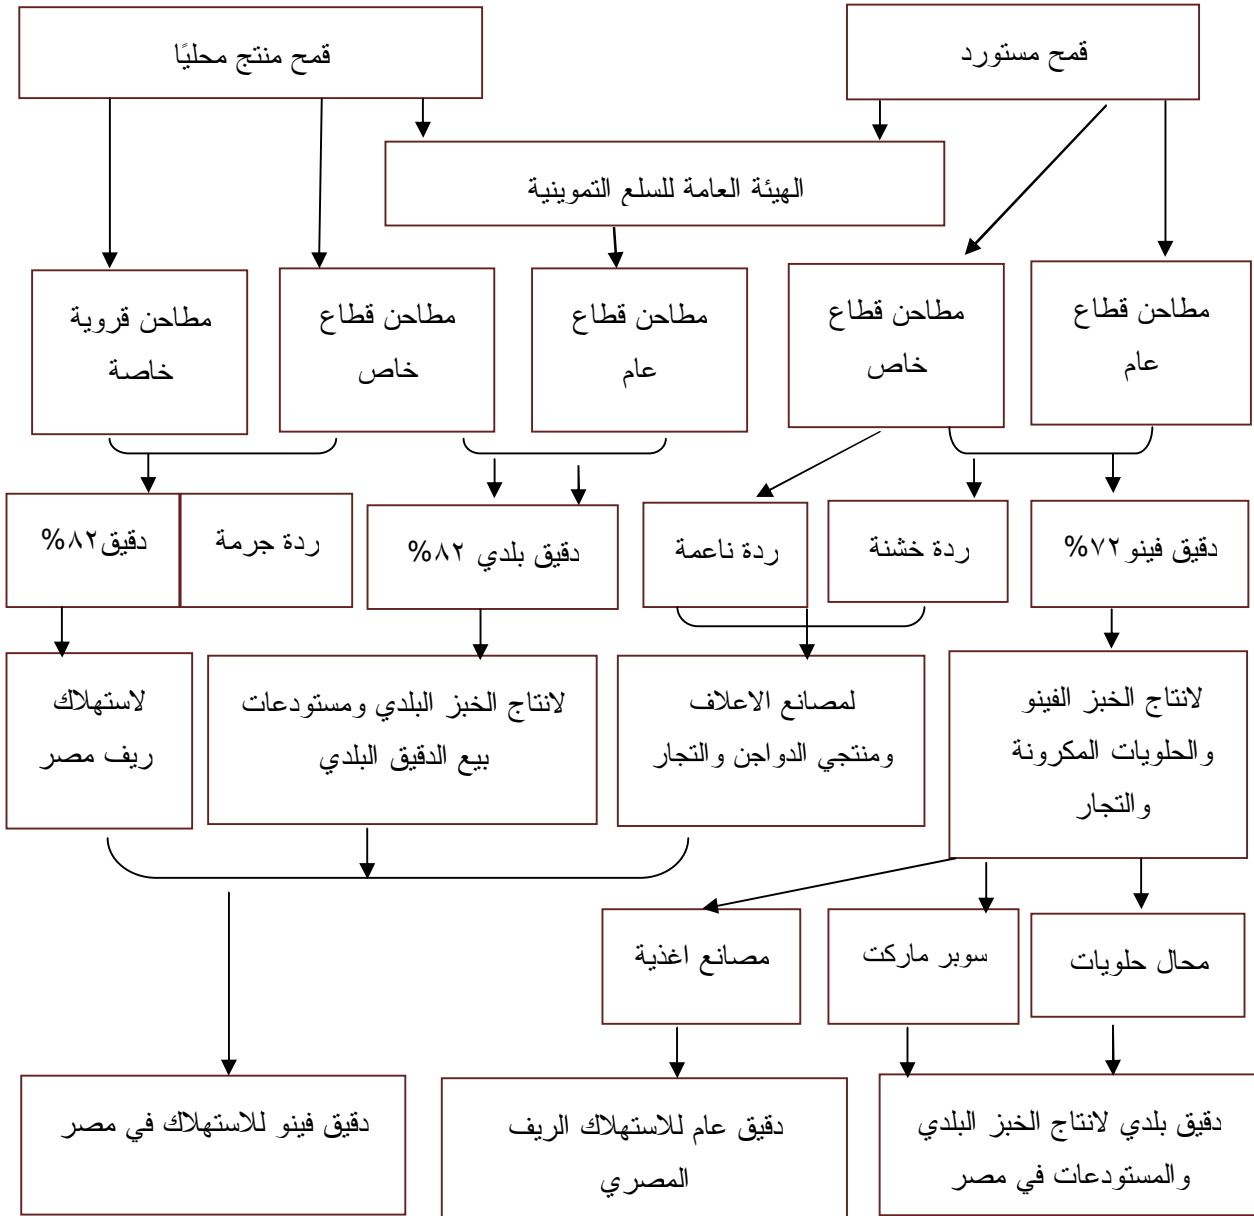 قمح مستورد
قمح منتج محليًا
الهيئة العامة للسلع التموينية
مطاحن قطاع
عام
مطاحن قطاع
خاص
مطاحن قطاع
عام
مطاحن قطاع
خاص
مطاحن قروية
خاصة
دقيق فينو ٧٢%
ردة خشنة
ردة ناعمة
دقيق بلدي ٨٢%
ردة جرمة
دقيق٨٢%
لانتاج الخبز الفينو
والحلويات المكرونة
والتجار
لمصانع الاعلاف
ومنتجي الدواجن والتجار
لانتاج الخبز البلدي ومستودعات
بيع الدقيق البلدي
لاستهلاك
ريف مصر
محال حلويات
سوبر ماركت
مصانع اغذية
دقيق بلدي لانتاج الخبز البلدي
والمستودعات في مصر
دقيق عام للاستهلاك الريف
المصري
دقيق فينو للاستهلاك في مصر